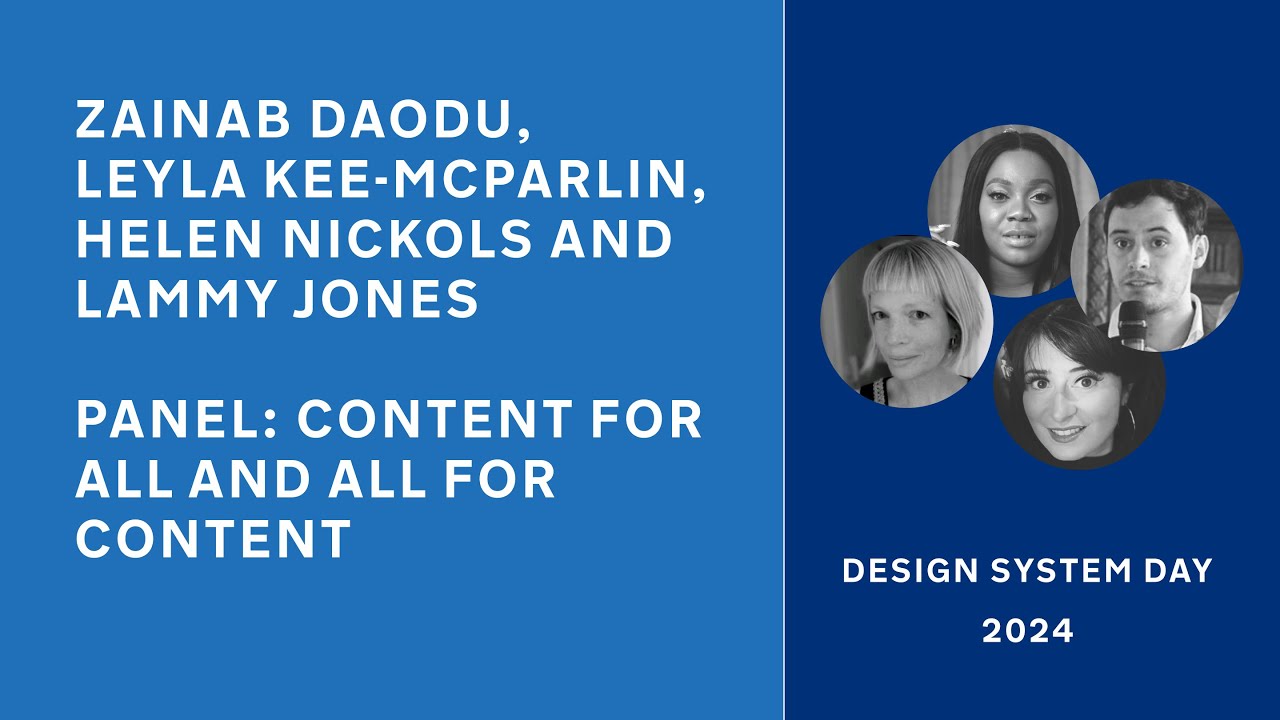 ZAINAB DAODU,
LEYLA KEE-MCPARLIN,
HELEN NICKOLS AND
LAMMY JONES
PANEL: CONTENT FOR
ALL AND ALL FOR
CONTENT
DESIGN SYSTEM DAY
2024